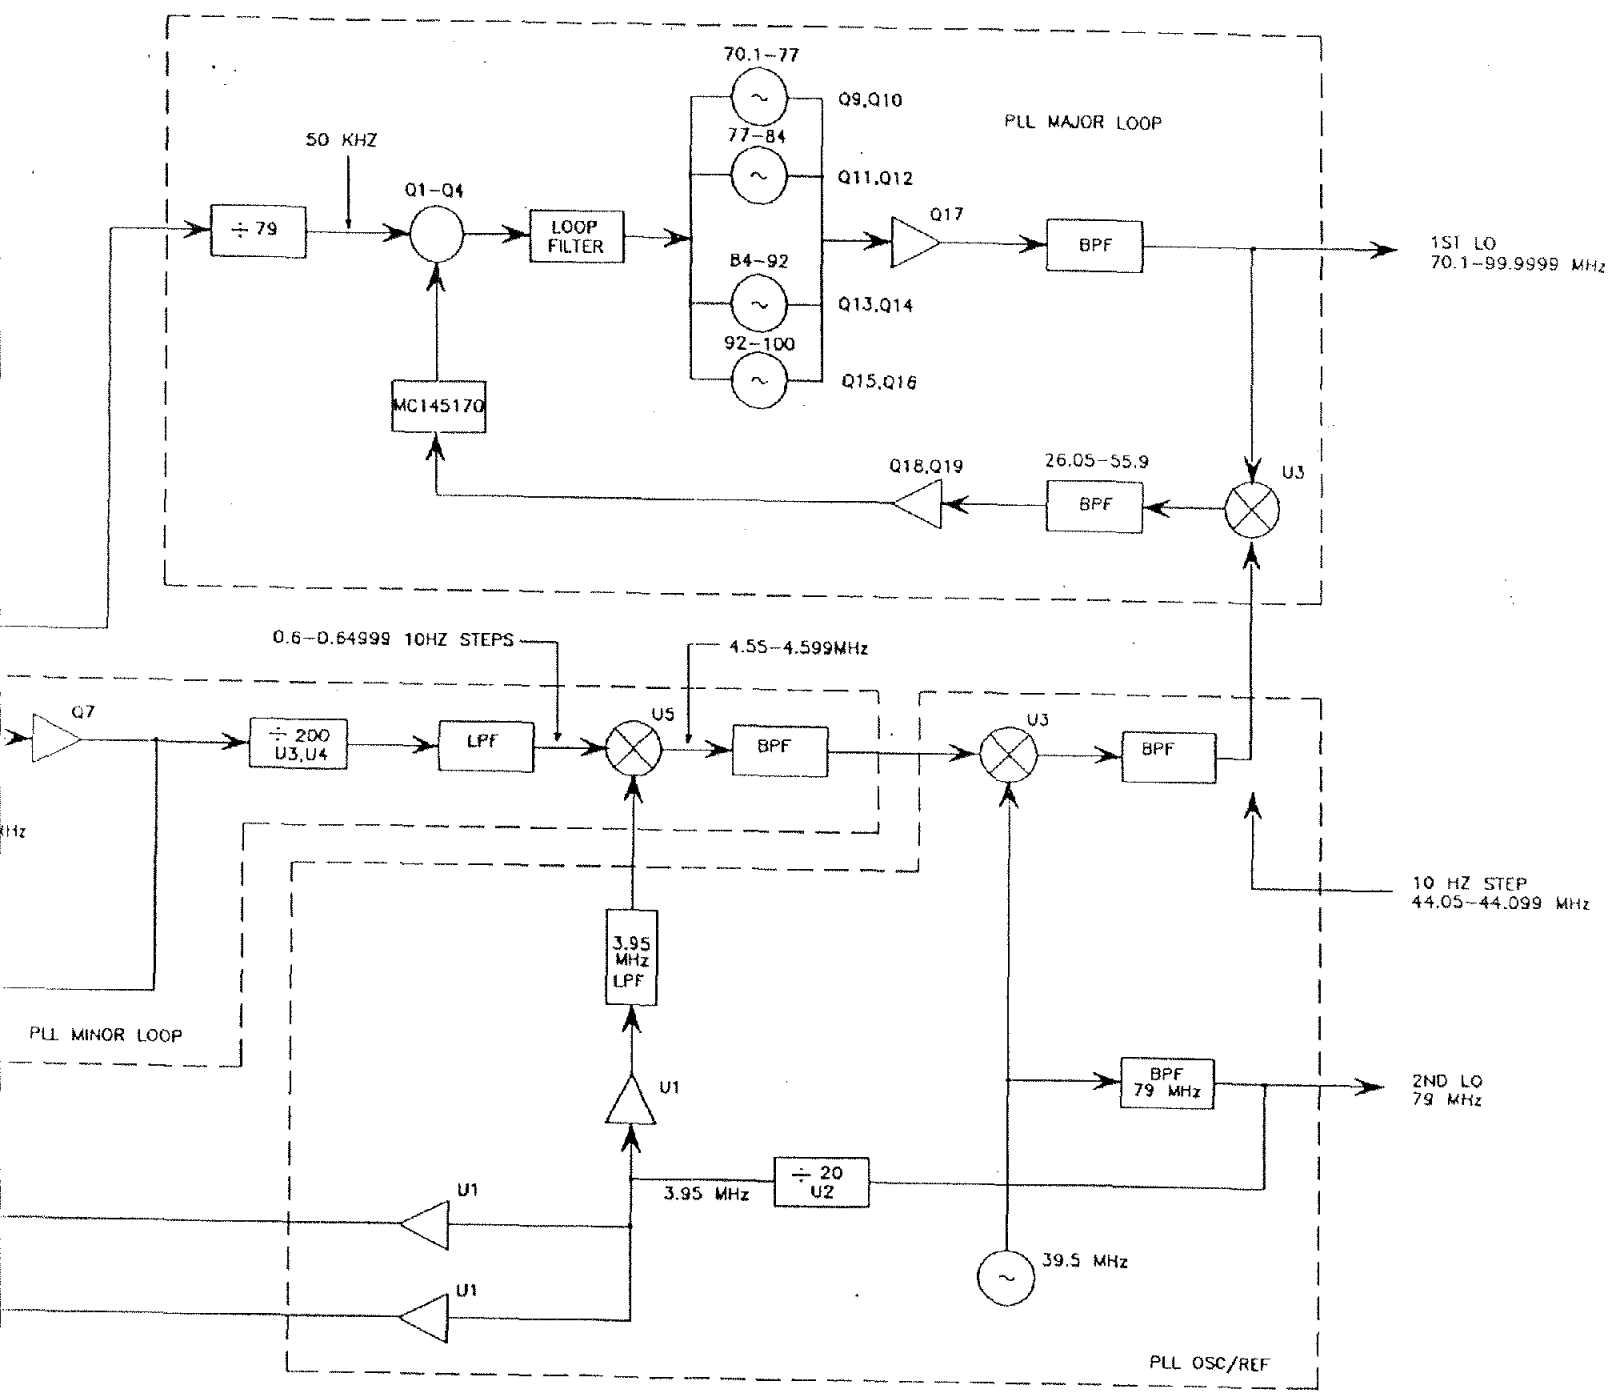 70.1-77
Q9,Q10
PLL MAJOR LOOP
77-84
50 KHZ
Q11,Q12
Q1-Q4
÷ 79
LOOP
FILTER
Q17
BPF
1ST LO
70.1-99.9999 MHz
84-92
Q13,Q14
92-100
Q15,Q16
MC145170
Q18,Q19
26.05-55.9
BPF
U3
0.6-0.64999 10HZ STEPS
4.55-4.599MHz
Q7
÷ 200
U3,U4
LPF
U5
BPF
U3
BPF
Hz
10 HZ STEP
44.05-44.099 MHz
3.95
MHz
LPF
PLL MINOR LOOP
U1
BPF
79 MHz
2ND LO
79 MHz
÷ 20
U2
3.95 MHz
U1
39.5 MHz
U1
PLL OSC/REF